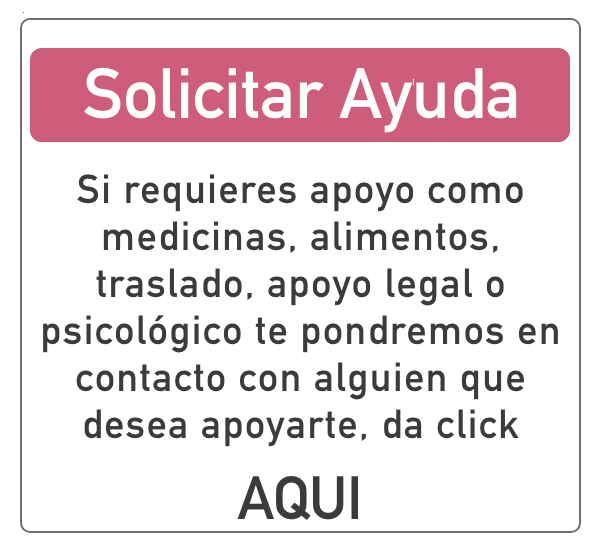 Solicitar Ayuda
Si requieres apoyo como
medicinas, alimentos,
traslado, apoyo legal o
psicológico te pondremos en
contacto con alguien que
desea apoyarte, da click
AQUI